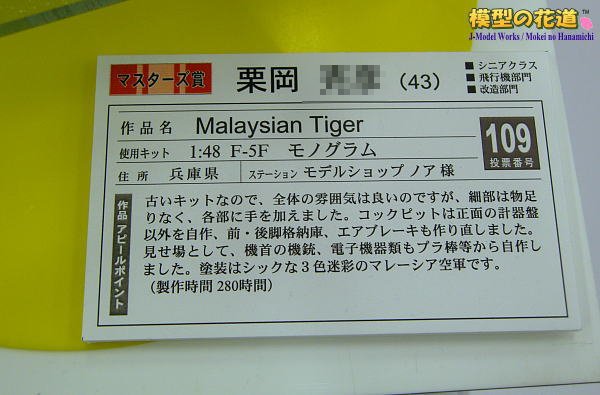 模型の花道™
J-Model Works / Mokei no Hanamichi
マスターズ賞
栗岡
(43)
■ シニアクラス
■ 飛行機部門
■ 改造部門
作品名 Malaysian Tiger
使用キット 1:48 F-5F モノグラム
住所 兵庫県 ステーション モデルショップ ノア 様
109
投票番号
作品アピールポイント
古いキットなので、全体の雰囲気は良いのですが、細部は物足
りなく、各部に手を加えました。コックピットは正面の計器盤
以外を自作、前・後脚格納庫、エアブレーキも作り直しました。
見せ場として、機首の機銃、電子機器類もプラ棒等から自作し
ました。塗装はシックな3色迷彩のマレーシア空軍です。
(製作時間 280時間)